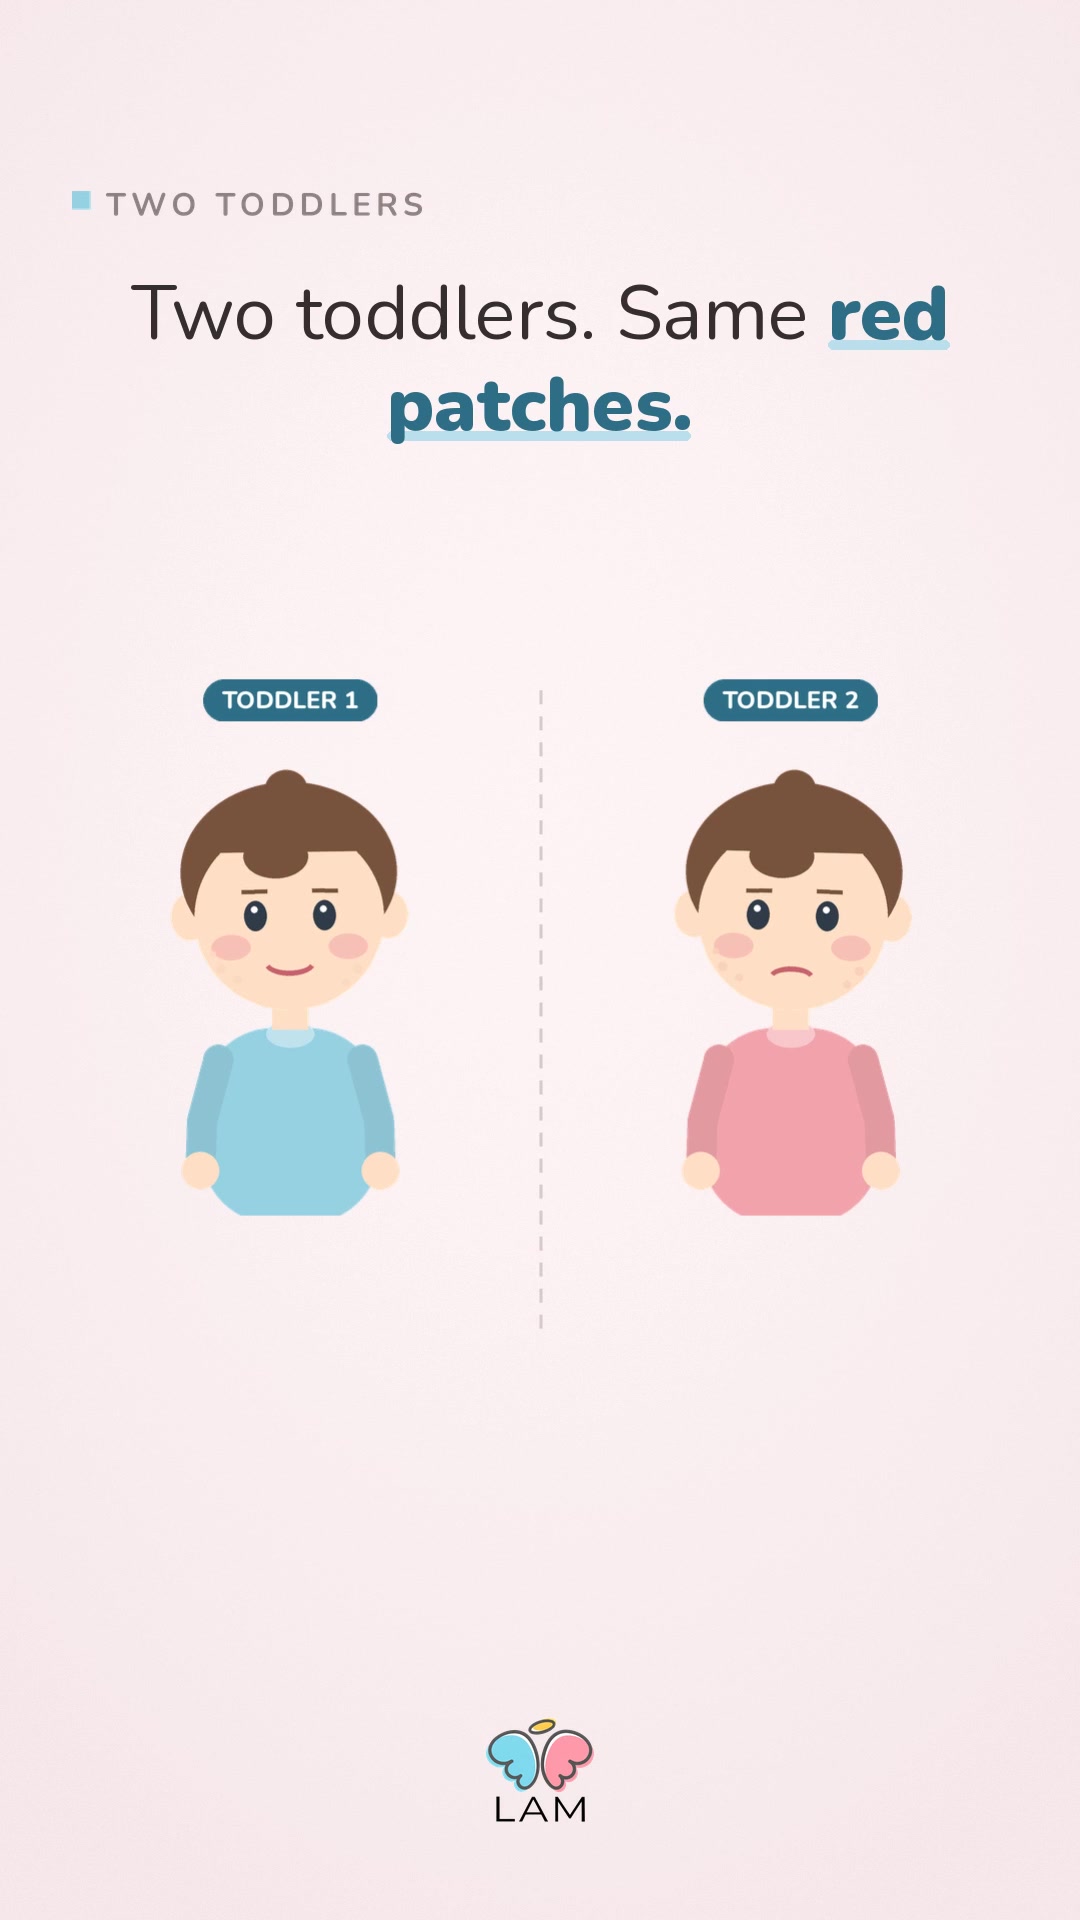 TWO TODDLERS
Two toddlers. Same red
patches.
TODDLER 1
TODDLER 2
LAM